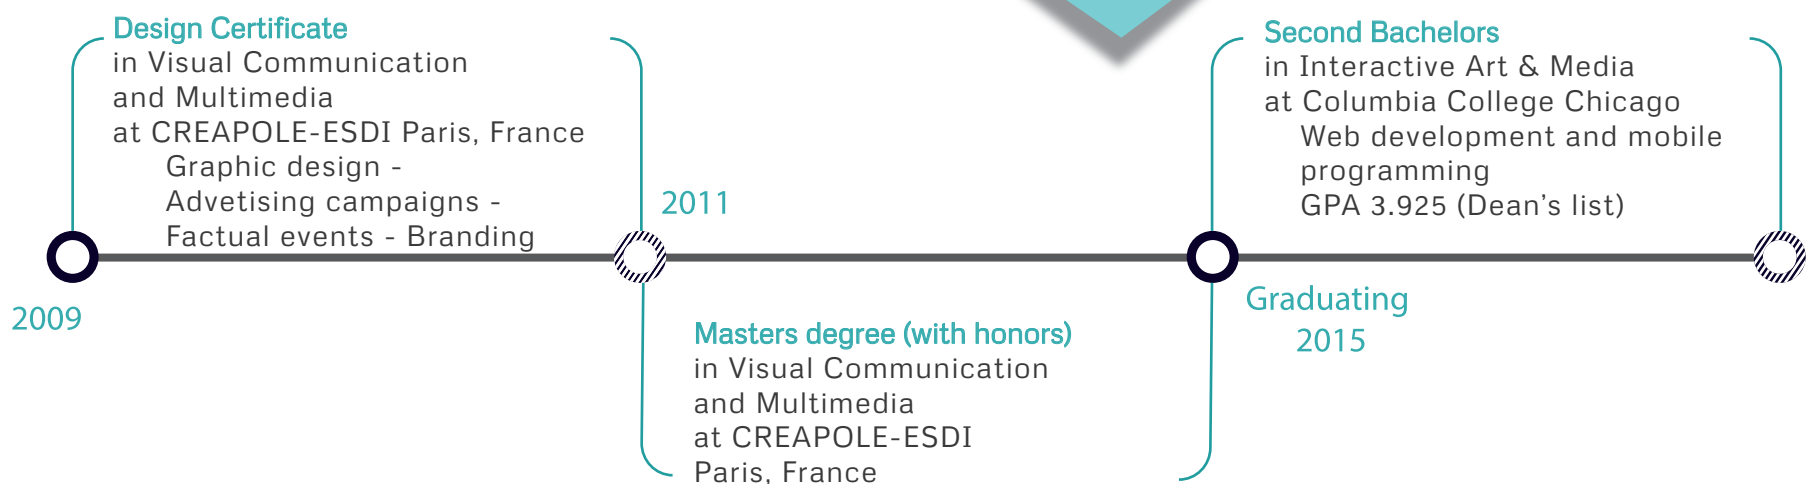 Design Certificate
in Visual Communication
and Multimedia
at CREAPOLE-ESDI Paris, France
Graphic design -
Advetising campaigns -
Factual events - Branding
2009
2011
Masters degree (with honors)
in Visual Communication
and Multimedia
at CREAPOLE-ESDI
Paris, France
Second Bachelors
in Interactive Art & Media
at Columbia College Chicago
Web development and mobile
programming
GPA 3.925 (Dean’s list)
Graduating
2015